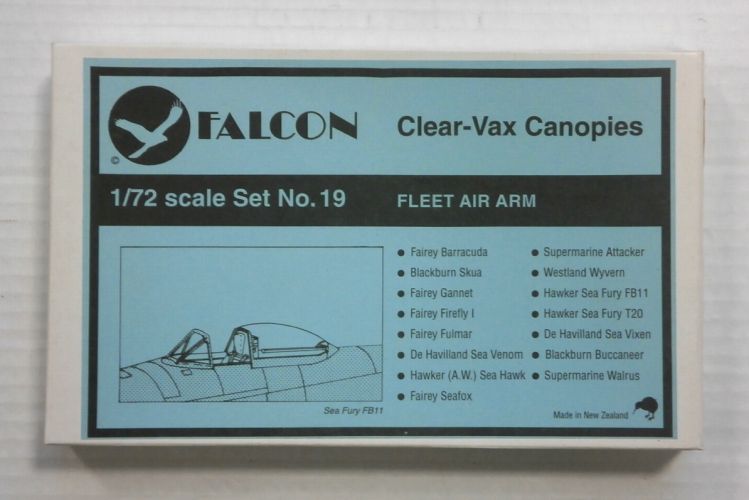 FALCON
Clear-Vax Canopies
©
1/72 scale Set No. 19
FLEET AIR ARM
• Fairey Barracuda
• Blackburn Skua
• Fairey Gannet
• Fairey Firefly I
• Fairey Fulmar
• De Havilland Sea Venom
• Hawker (A.W.) Sea Hawk
• Fairey Seafox
• Supermarine Attacker
• Westland Wyvern
• Hawker Sea Fury FB11
• Hawker Sea Fury T20
• De Havilland Sea Vixen
• Blackburn Buccaneer
• Supermarine Walrus
Sea Fury FB11
Made in New Zealand